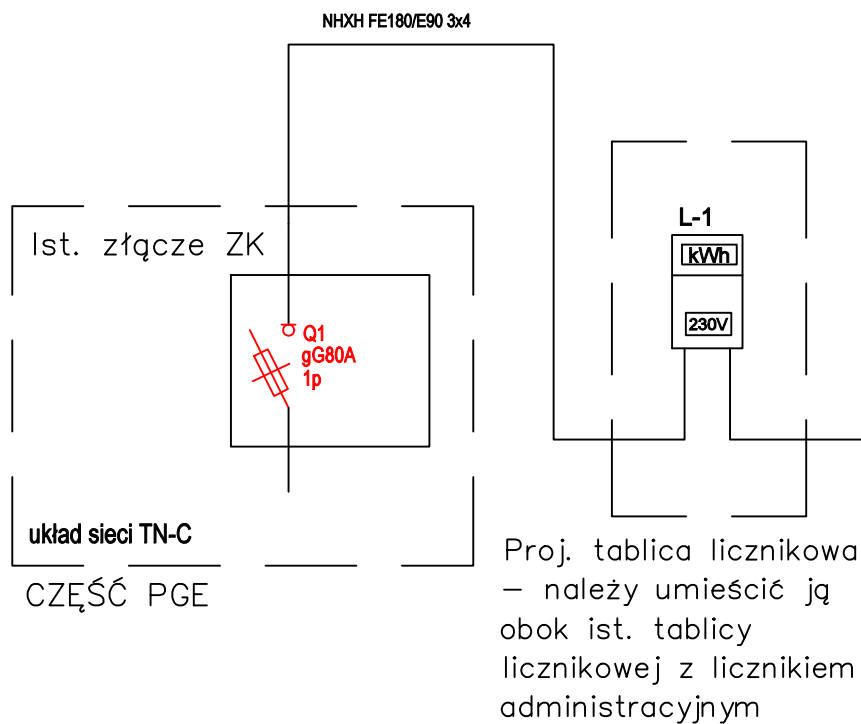 NHXH FE180/E90 3x4
Ist. złącze ZK
Q1
gG80A
1p
układ sieci TN-C
CZĘŚĆ PGE
L-1
kWh
230V
Proj. tablica licznikowa
– należy umieścić ją
obok ist. tablicy
licznikowej z licznikiem
administracyjnym